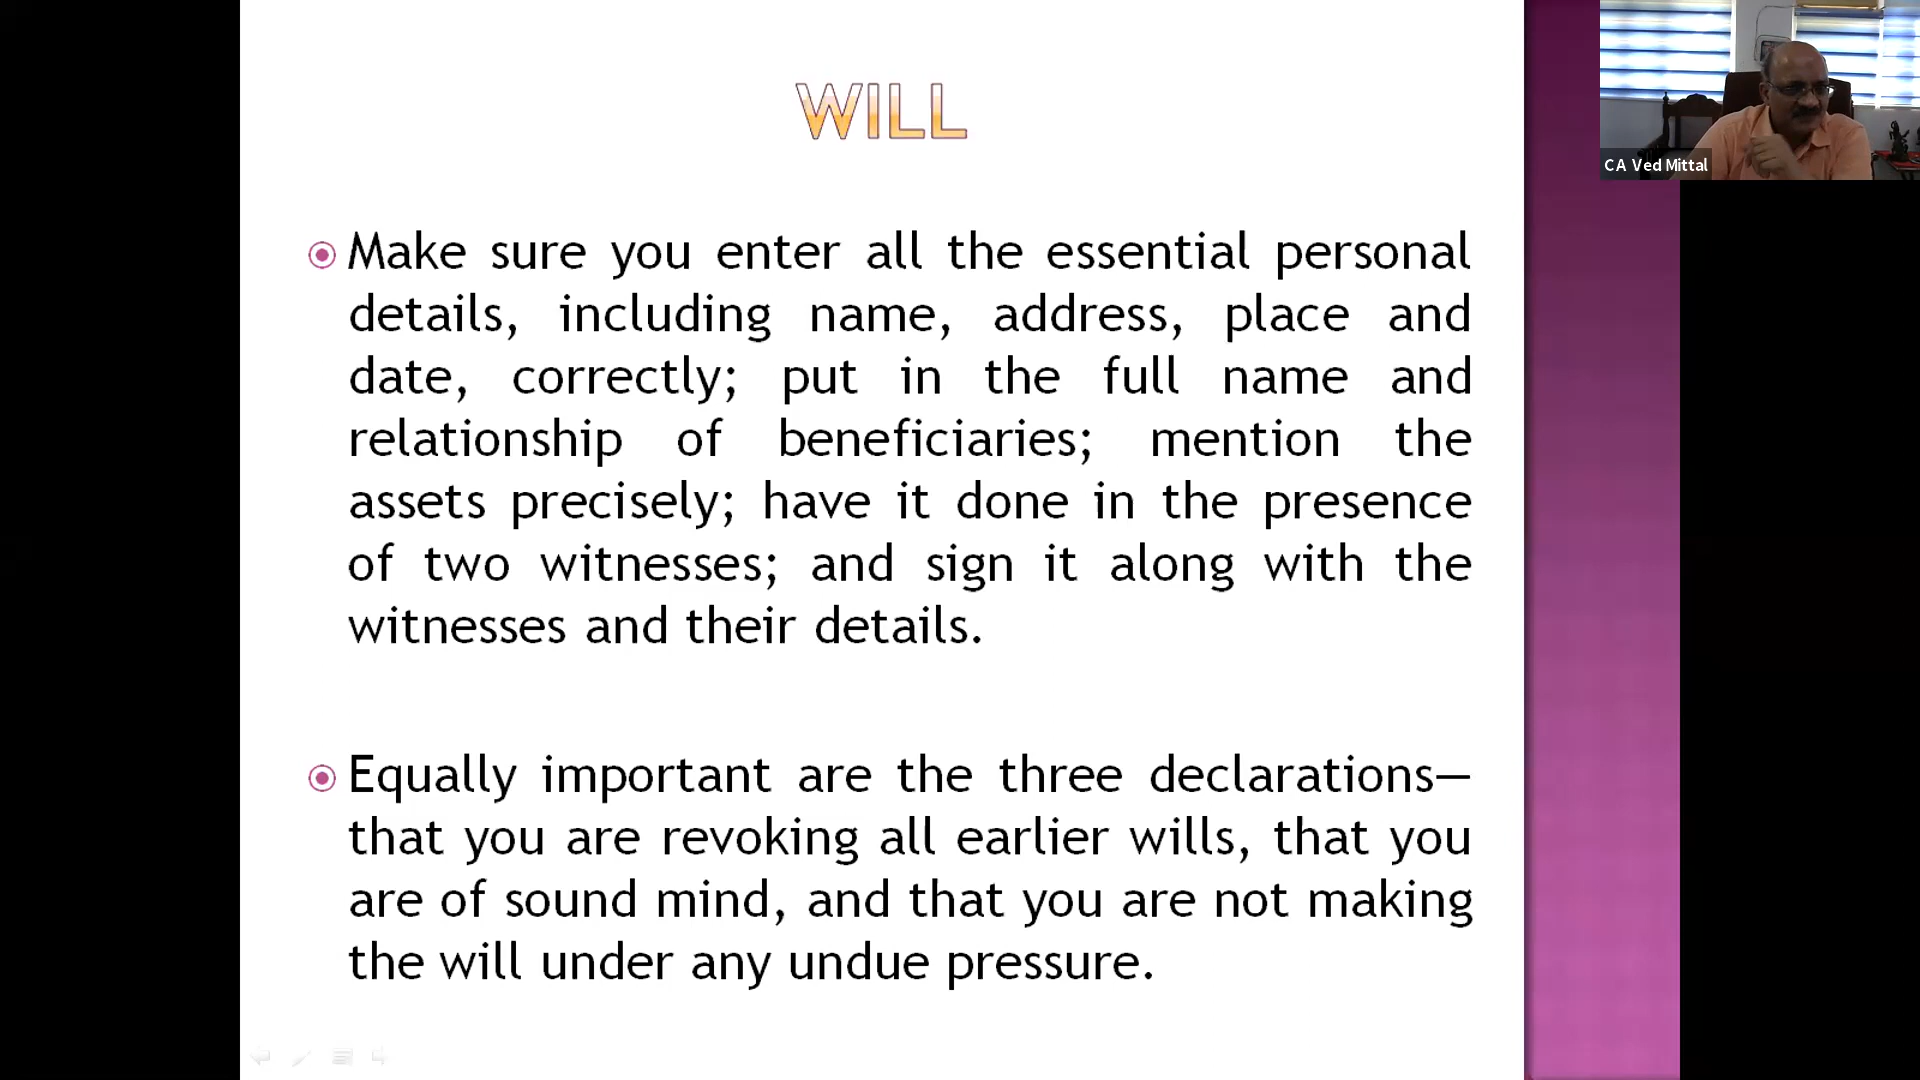 WILL
CA Ved Mittal
Make sure you enter all the essential personal
details, including name, address, place and
date, correctly; put in the full name and
relationship of beneficiaries; mention the
assets precisely; have it done in the presence
of two witnesses; and sign it along with the
witnesses and their details.
Equally important are the three declarations—
that you are revoking all earlier wills, that you
are of sound mind, and that you are not making
the will under any undue pressure.